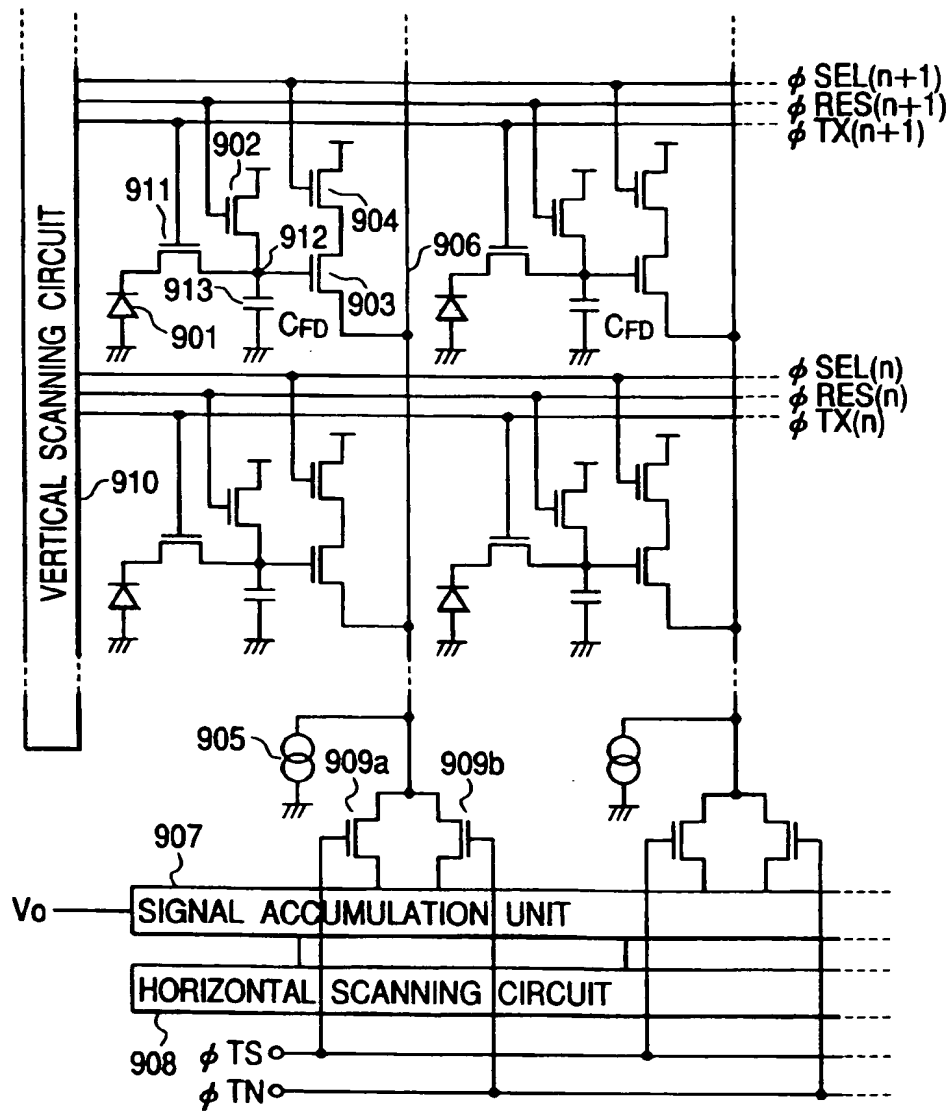 φ SEL(n+1)
φ RES(n+1)
φ TX(n+1)
902
911
904
912
906
913
903
901
CFD
CFD
VERTICAL SCANNING CIRCUIT
φ SEL(n)
φ RES(n)
φ TX(n)
910
905
909a
909b
907
Vo
SIGNAL ACCUMULATION UNIT
HORIZONTAL SCANNING CIRCUIT
908
φ TS
φ TN